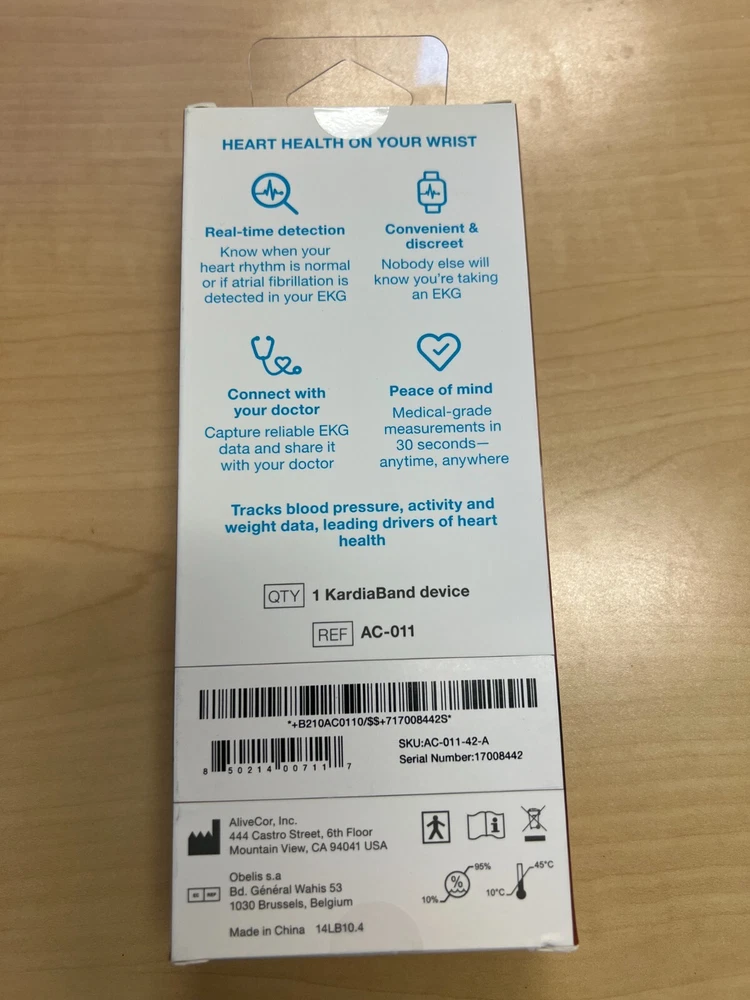 HEART HEALTH ON YOUR WRIST
Real-time detection
Know when your
heart rhythm is normal
or if atrial fibrillation is
detected in your EKG
Convenient &
discreet
Nobody else will
know you're taking
an EKG
Connect with
your doctor
Capture reliable EKG
data and share it
with your doctor
Peace of mind
Medical-grade
measurements in
30 seconds—
anytime, anywhere
Tracks blood pressure, activity and
weight data, leading drivers of heart
health
QTY 1 KardiaBand device
REF AC-011
*+B210AC0110/$$+717008442S*
8 50214 00711 7
SKU:AC-011-42-A
Serial Number:17008442
AliveCor, Inc.
444 Castro Street, 6th Floor
Mountain View, CA 94041 USA
EC REP
Obelis s.a
Bd. Général Wahis 53
1030 Brussels, Belgium
Made in China 14LB10.4
i
% 95%
10%
45°C
10°C